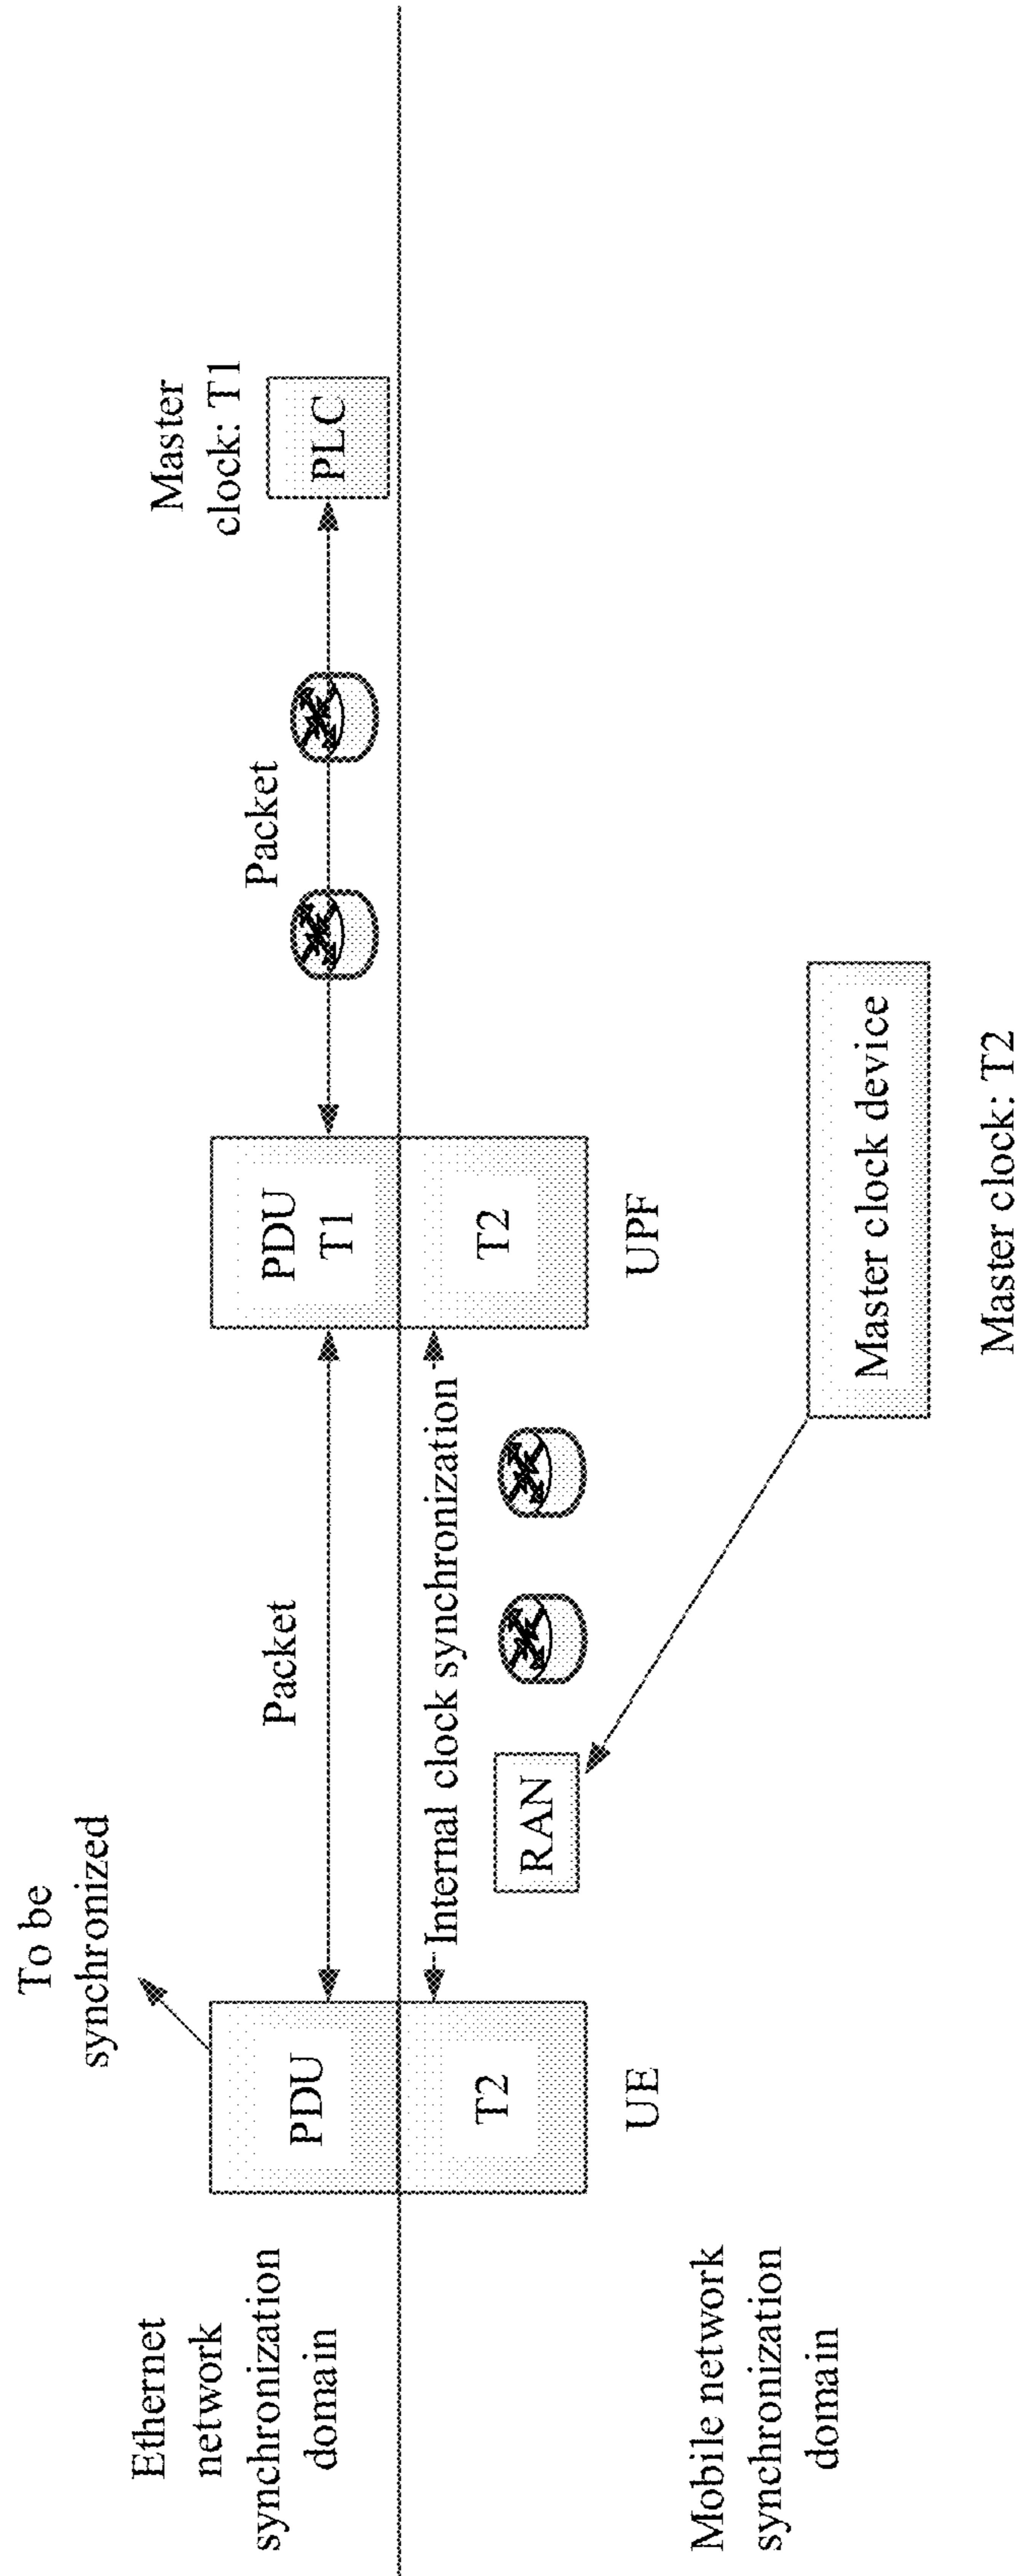 Ethernet
network
synchronization
domain
To be
synchronized
PDU
T2
UE
Packet
Internal clock synchronization
RAN
PDU
T1
T2
UPF
Packet
Master
clock: T1
PLC
Mobile network
synchronization
domain
Master clock device
Master clock: T2